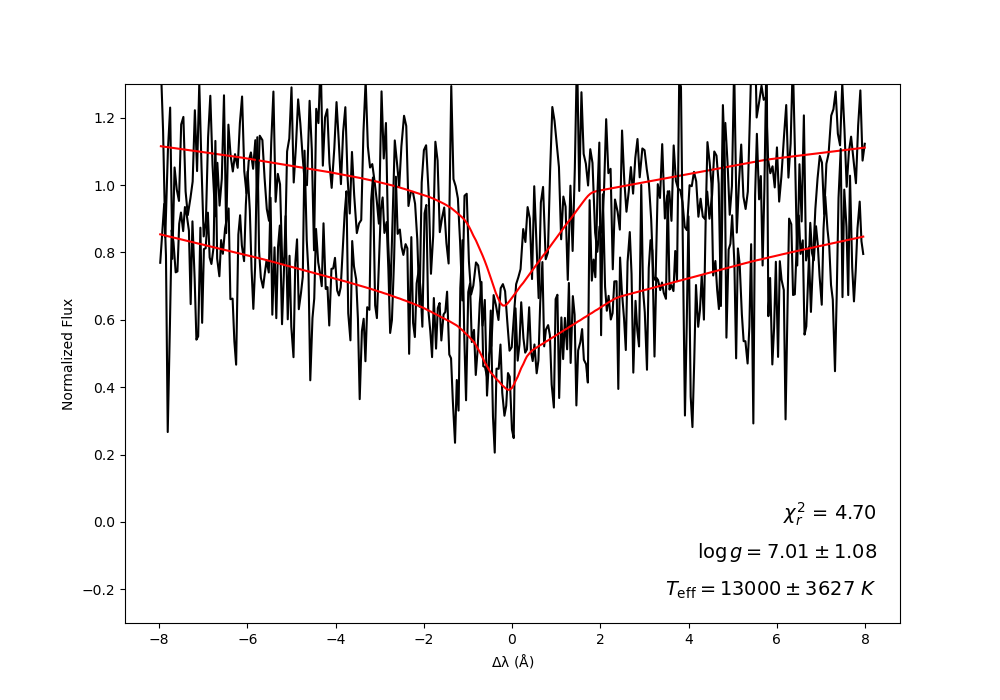 1.2
1.0
0.8
0.6
0.4
0.2
0.0
−0.2
Normalized Flux
χ²ᵣ = 4.70
log g = 7.01 ± 1.08
T_eff = 13000 ± 3627 K
−8 −6 −4 −2 0 2 4 6 8
Δλ (Å)